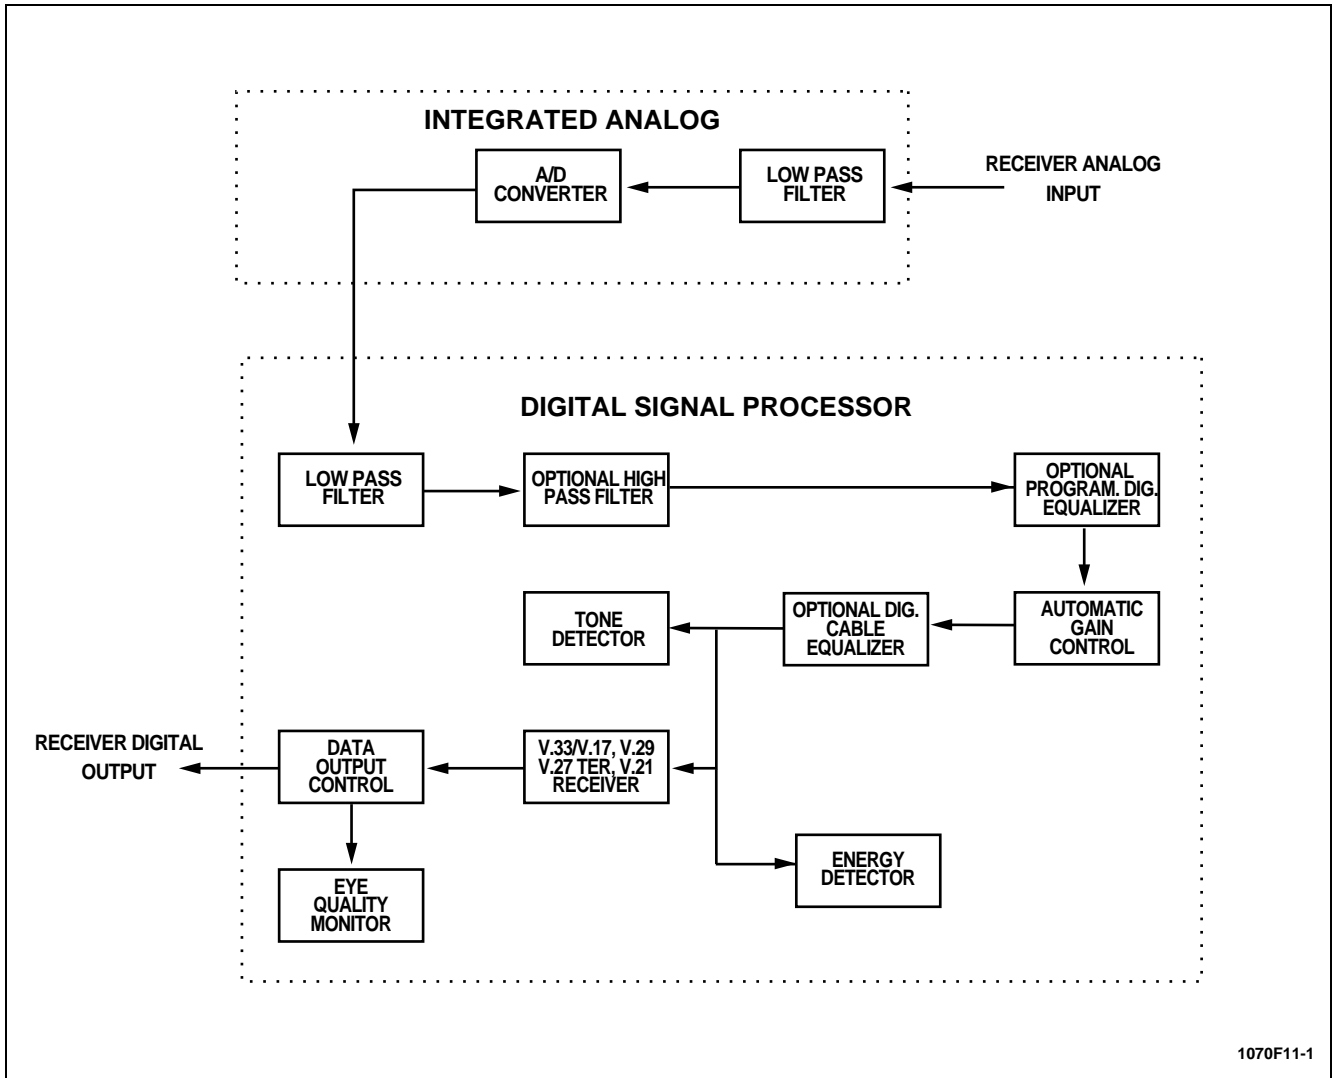 INTEGRATED ANALOG
A/D
CONVERTER
LOW PASS
FILTER
RECEIVER ANALOG
INPUT
DIGITAL SIGNAL PROCESSOR
LOW PASS
FILTER
OPTIONAL HIGH
PASS FILTER
OPTIONAL
PROGRAM. DIG.
EQUALIZER
TONE
DETECTOR
OPTIONAL DIG.
CABLE
EQUALIZER
AUTOMATIC
GAIN
CONTROL
RECEIVER DIGITAL
OUTPUT
DATA
OUTPUT
CONTROL
V.33/V.17, V.29
V.27 TER, V.21
RECEIVER
ENERGY
DETECTOR
EYE
QUALITY
MONITOR
1070F11-1